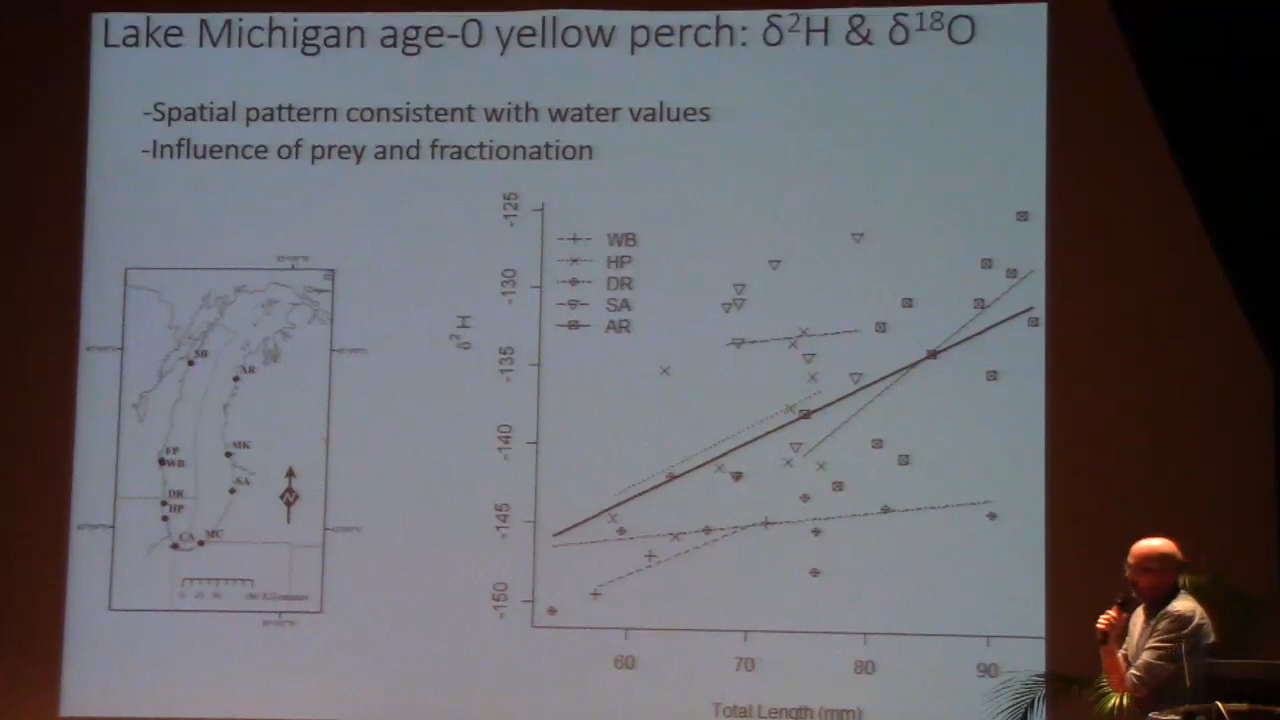 Lake Michigan age-0 yellow perch: δ²H & δ¹⁸O
-Spatial pattern consistent with water values
-Influence of prey and fractionation
SB
AR
FP
MK
WB
SA
DR
HP
CA
MC
N
δ² H
-125
-130
-135
-140
-145
-150
WB
HP
DR
SA
AR
60
70
80
90
Total Length (mm)